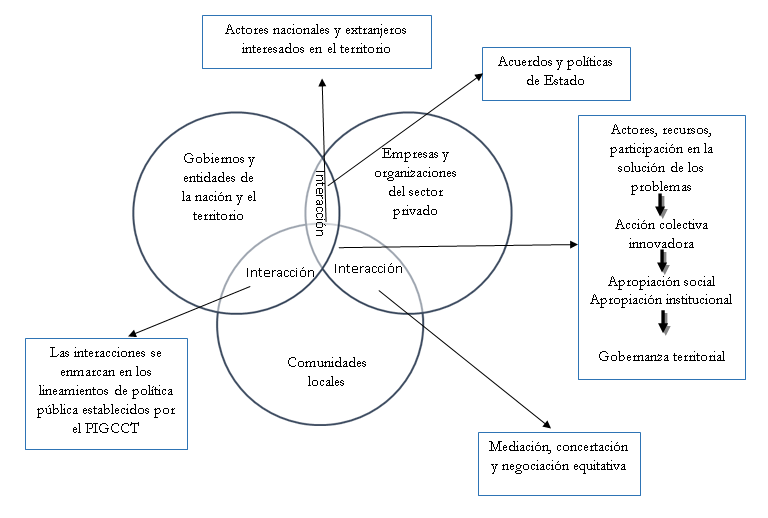 Actores nacionales y extranjeros
interesados en el territorio
Acuerdos y políticas
de Estado
Gobiernos y
entidades de
la nación y el
territorio
Interacción
Empresas y
organizaciones
del sector
privado
Actores, recursos,
participación en la
solución de los
problemas
Acción colectiva
innovadora
Apropiación social
Apropiación institucional
Gobernanza territorial
Interacción
Interacción
Comunidades
locales
Las interacciones se
enmarcan en los
lineamientos de política
pública establecidos por
el PIGCCT
Mediación, concertación
y negociación equitativa